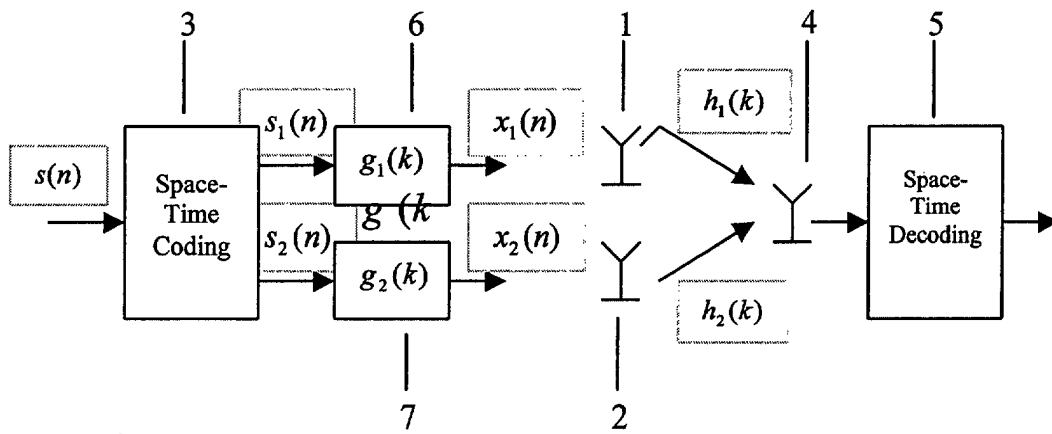 3
6
1
4
5
s₁(n)
x₁(n)
h₁(k)
s(n)
g₁(k)
Space-
Time
Coding
Space-
Time
Decoding
g (k
s₂(n)
x₂(n)
g₂(k)
h₂(k)
7
2